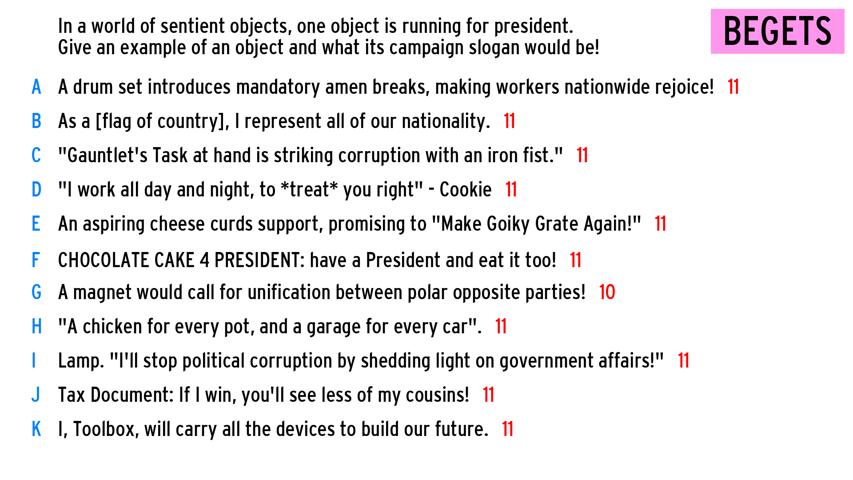 In a world of sentient objects, one object is running for president.
Give an example of an object and what its campaign slogan would be!
BEGETS
A A drum set introduces mandatory amen breaks, making workers nationwide rejoice! 11
B As a [flag of country], I represent all of our nationality. 11
C "Gauntlet's Task at hand is striking corruption with an iron fist." 11
D "I work all day and night, to *treat* you right" - Cookie 11
E An aspiring cheese curds support, promising to "Make Goiky Grate Again!" 11
F CHOCOLATE CAKE 4 PRESIDENT: have a President and eat it too! 11
G A magnet would call for unification between polar opposite parties! 10
H "A chicken for every pot, and a garage for every car". 11
I Lamp. "I'll stop political corruption by shedding light on government affairs!" 11
J Tax Document: If I win, you'll see less of my cousins! 11
K I, Toolbox, will carry all the devices to build our future. 11